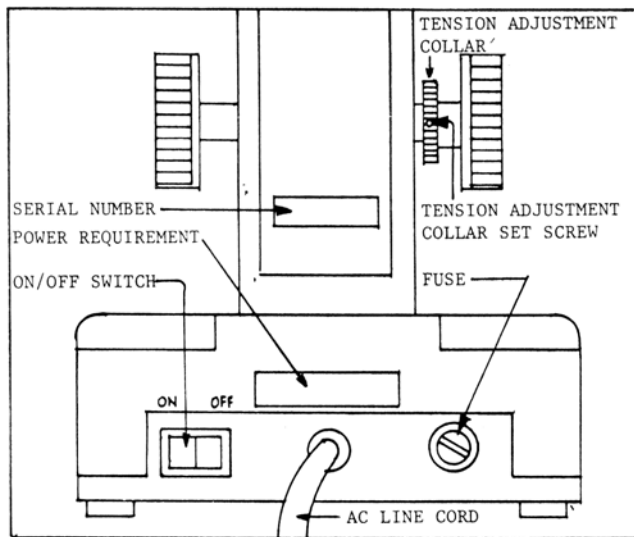 TENSION ADJUSTMENT
COLLAR
SERIAL NUMBER
POWER REQUIREMENT
ON/OFF SWITCH
TENSION ADJUSTMENT
COLLAR SET SCREW
FUSE
ON OFF
AC LINE CORD